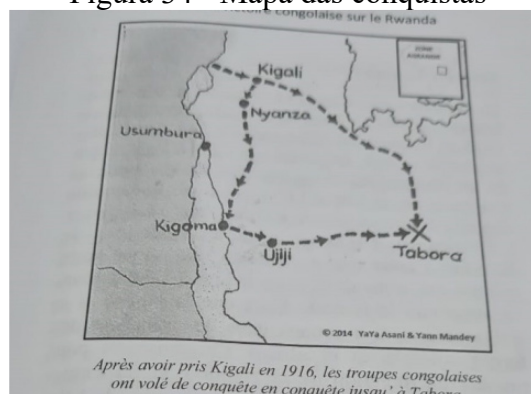 Figura 34 - Mapa das conquistas
congolaise sur le Rwanda
ZONE
Kigali
Nyanza
Usumbura
Kigoma
Ujiji
Tabora
© 2014 YaYa Asani & Yann Mandey
Après avoir pris Kigali en 1916, les troupes congolaises
ont volé de conquête en conquête jusqu' à Tabora